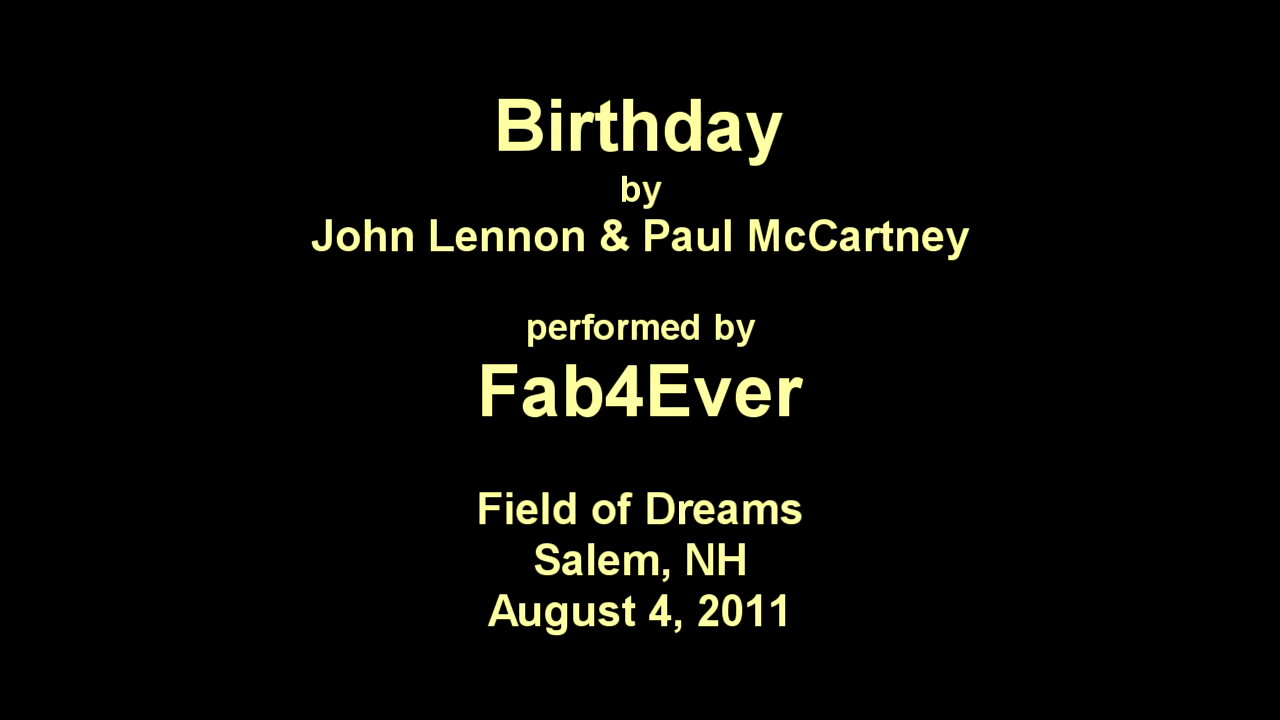 Birthday
by
John Lennon & Paul McCartney
performed by
Fab4Ever
Field of Dreams
Salem, NH
August 4, 2011